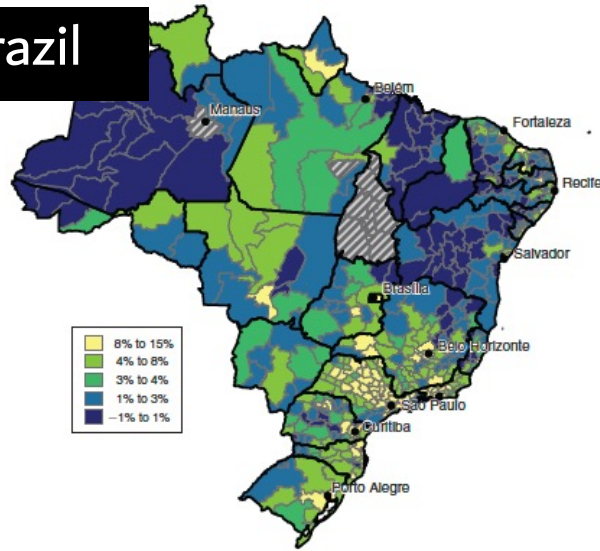 razil
Belém
Manaus
Fortaleza
Recife
Salvador
Brasília
8% to 15%
4% to 8%
3% to 4%
1% to 3%
−1% to 1%
Belo Horizonte
São Paulo
Curitiba
Porto Alegre